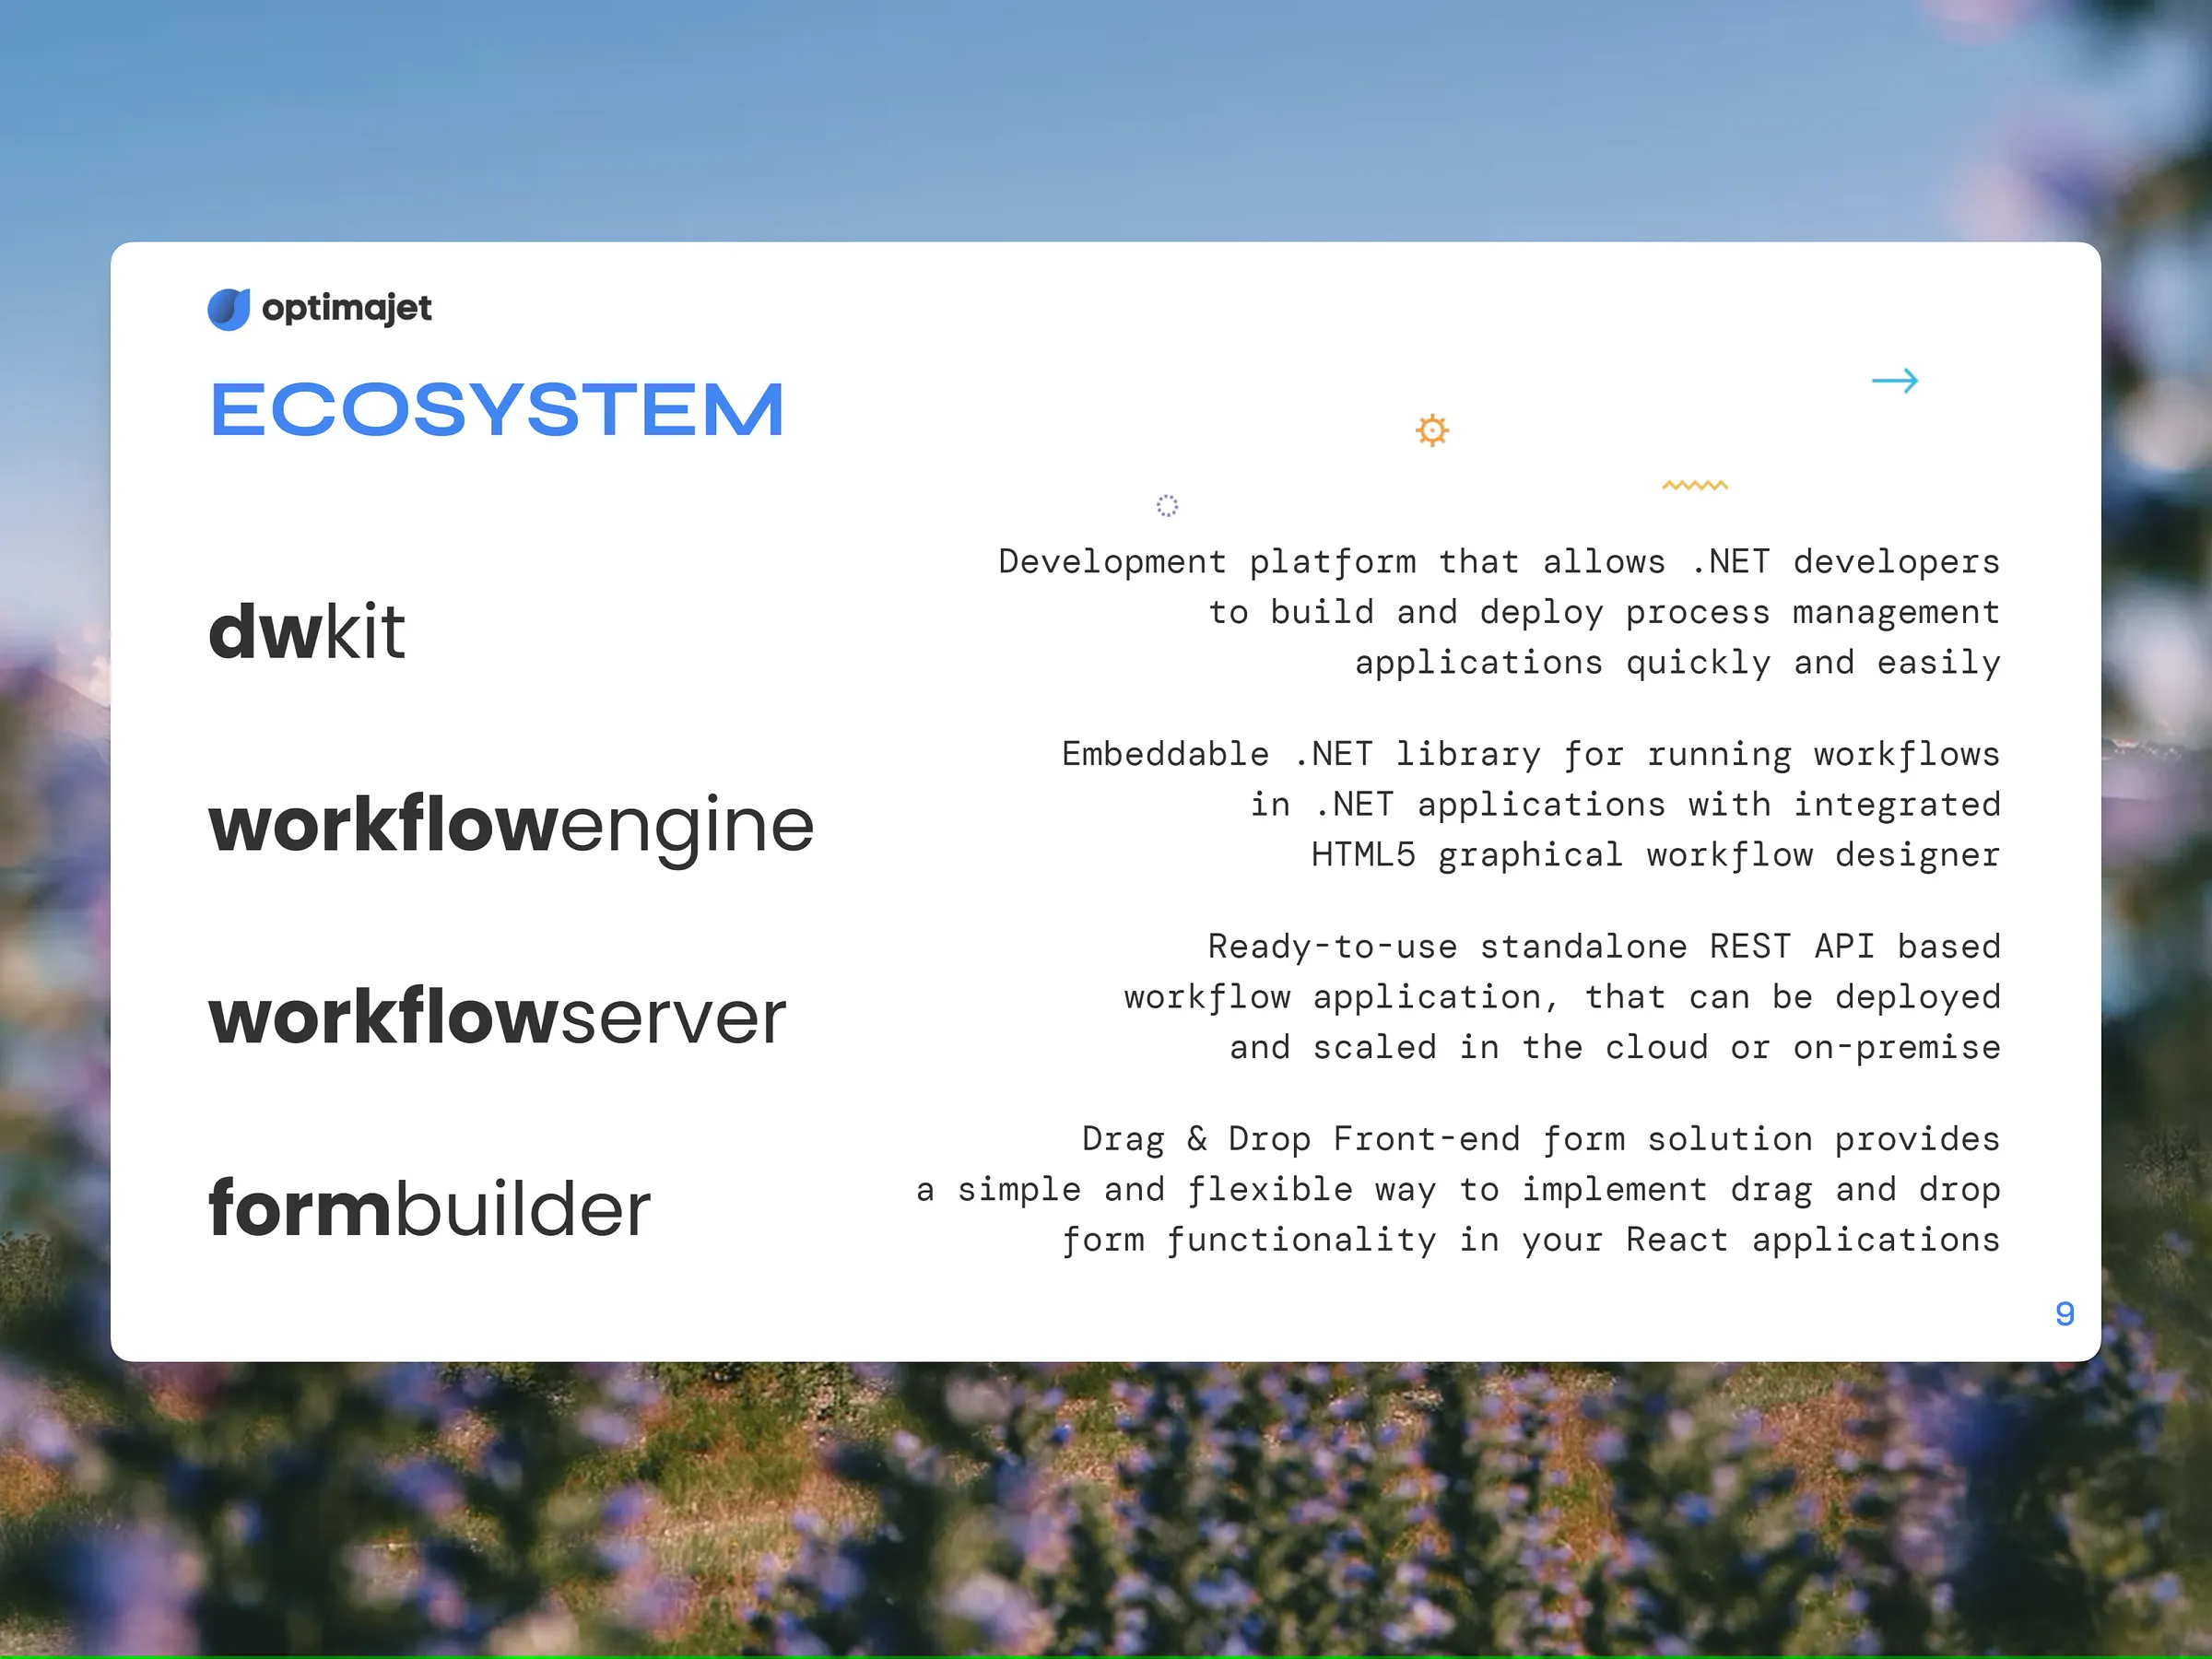 optimajet
ECOSYSTEM
dwkit
Development platform that allows .NET developers
to build and deploy process management
applications quickly and easily
workflowengine
Embeddable .NET library for running workflows
in .NET applications with integrated
HTML5 graphical workflow designer
workflowserver
Ready-to-use standalone REST API based
workflow application, that can be deployed
and scaled in the cloud or on-premise
formbuilder
Drag & Drop Front-end form solution provides
a simple and flexible way to implement drag and drop
form functionality in your React applications
9